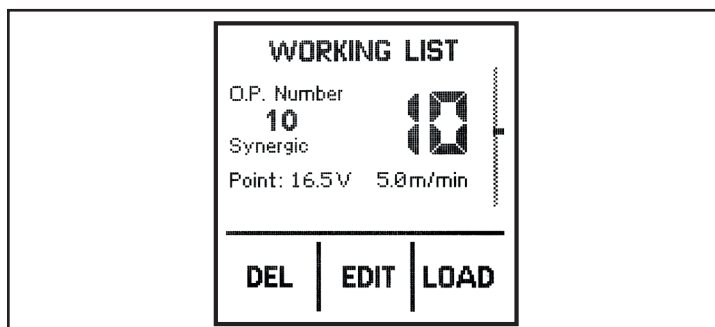 WORKING LIST
O.P. Number
10
10
Synergic
Point: 16.5V 5.0m/min
DEL EDIT LOAD